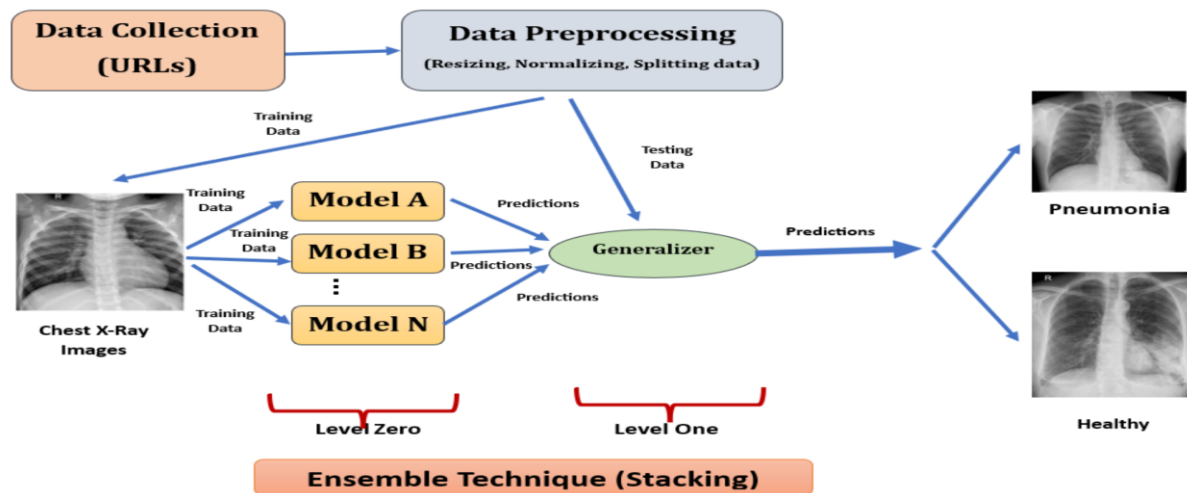 Data Collection
(URLs)
Data Preprocessing
(Resizing, Normalizing, Splitting data)
Training
Data
Testing
Data
R
Chest X-Ray
Images
Training
Data
Training
Data
Training
Data
Model A
Model B
Model N
Predictions
Predictions
Predictions
Generalizer
Predictions
L
Pneumonia
R
Healthy
Level Zero
Level One
Ensemble Technique (Stacking)